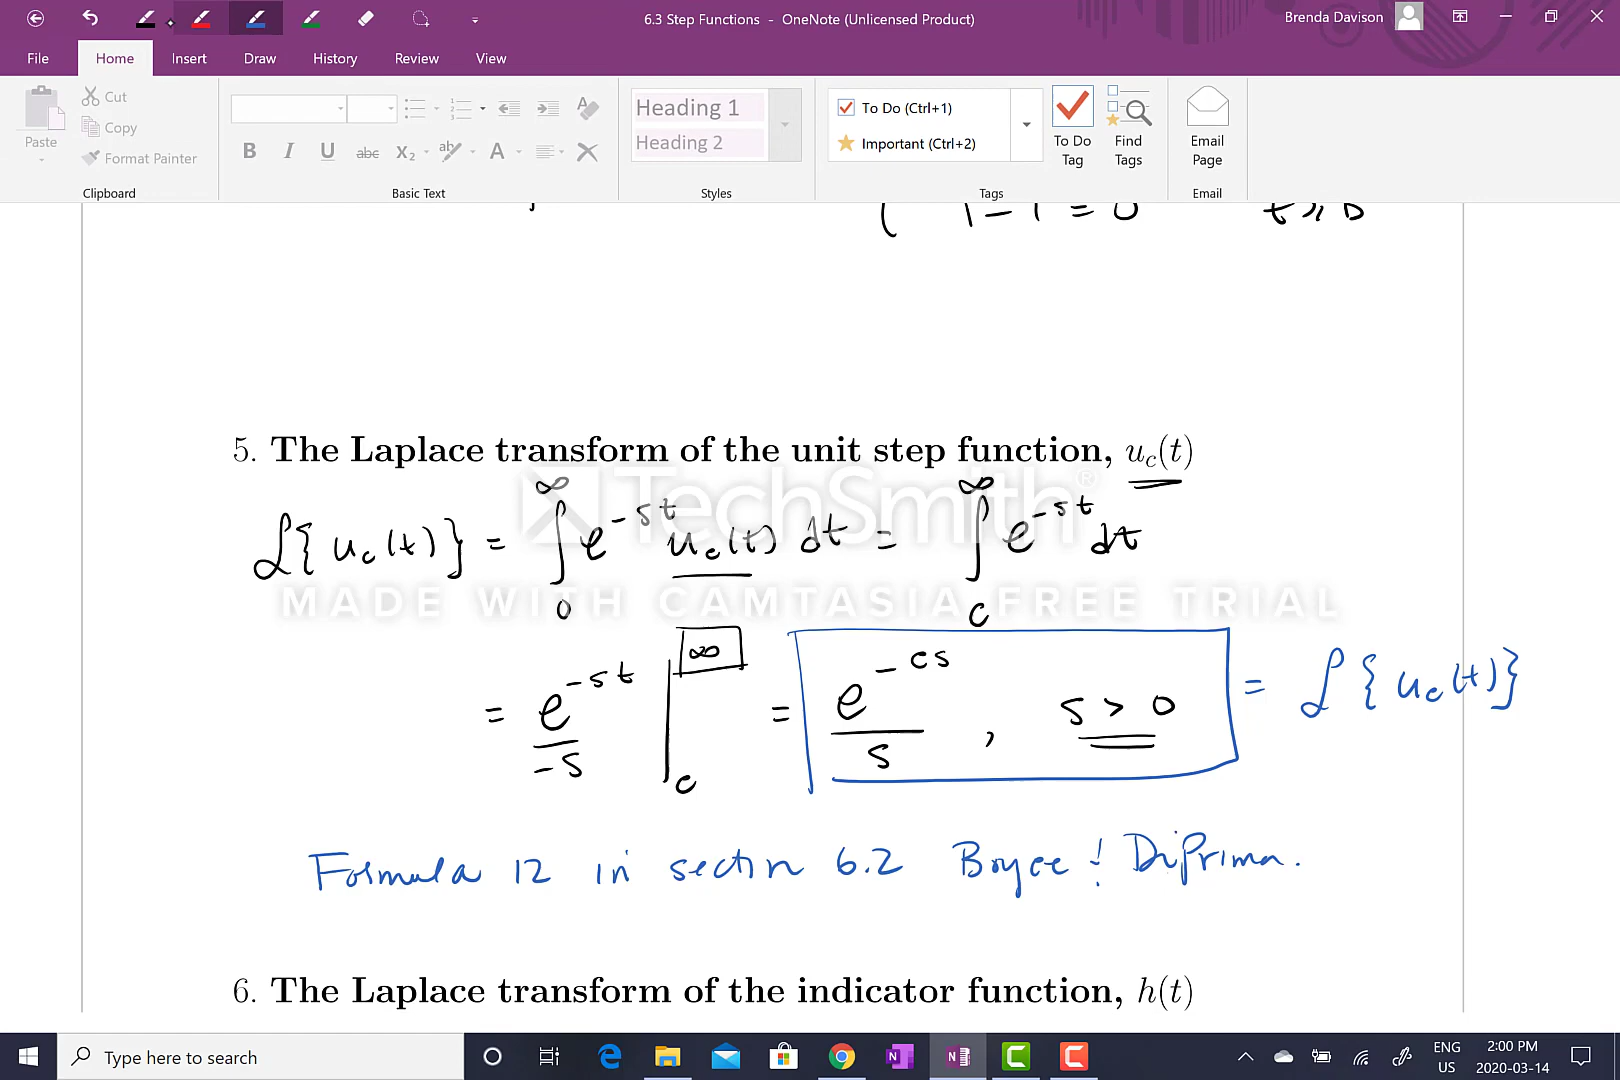 6.3 Step Functions - OneNote (Unlicensed Product)
Brenda Davison
File Home Insert Draw History Review View
Paste
Cut
Copy
Format Painter
Clipboard
B I U abc X₂ A
Basic Text
Heading 1
Heading 2
Styles
To Do (Ctrl+1)
Important (Ctrl+2)
To Do Tag
Find Tags
Tags
Email Page
Email
1 - 1 = 0
5. The Laplace transform of the unit step function, u_c(t)
TechSmith®
ℒ{u_c(t)} = ∫_0^∞ e^{-st} u_c(t) dt = ∫_c^∞ e^{-st} dt
MADE WITH CAMTASIA FREE TRIAL
= e^{-st}/-s |_c^∞ = e^{-cs}/s , s > 0 = ℒ{u_c(t)}
Formula 12 in section 6.2 Boyce & DiPrima.
6. The Laplace transform of the indicator function, h(t)
Type here to search
ENG US
2:00 PM
2020-03-14